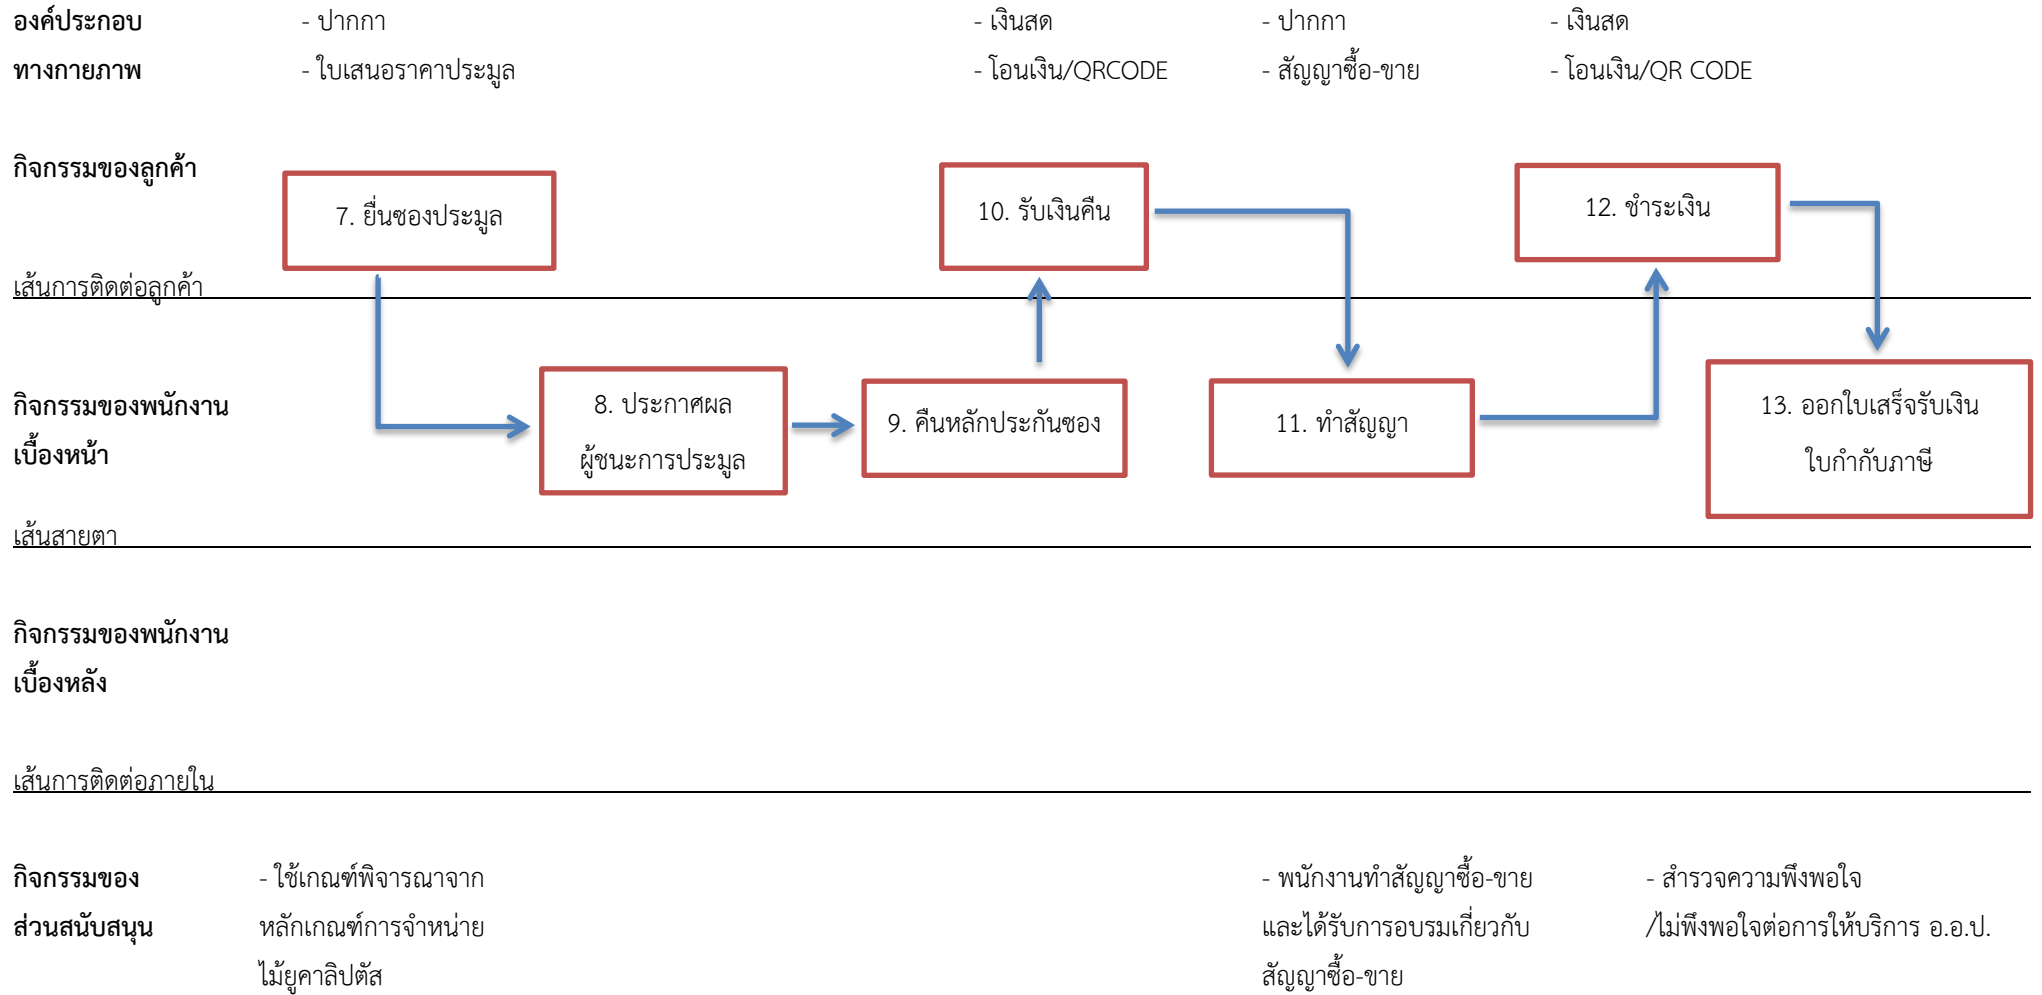 องค์ประกอบ - ปากกา - เงินสด - ปากกา - เงินสด
ทางกายภาพ - ใบเสนอราคาประมูล - โอนเงิน/QRCODE - สัญญาซื้อ-ขาย - โอนเงิน/QR CODE
กิจกรรมของลูกค้า
7. ยื่นซองประมูล
10. รับเงินคืน
12. ชำระเงิน
เส้นการติดต่อลูกค้า
กิจกรรมของพนักงาน
เบื้องหน้า
8. ประกาศผล
ผู้ชนะการประมูล
9. คืนหลักประกันซอง
11. ทำสัญญา
13. ออกใบเสร็จรับเงิน
ใบกำกับภาษี
เส้นสายตา
กิจกรรมของพนักงาน
เบื้องหลัง
เส้นการติดต่อภายใน
กิจกรรมของ
ส่วนสนับสนุน
- ใช้เกณฑ์พิจารณาจาก
หลักเกณฑ์การจำหน่าย
ไม้ยูคาลิปตัส
- พนักงานทำสัญญาซื้อ-ขาย
และได้รับการอบรมเกี่ยวกับ
สัญญาซื้อ-ขาย
- สำรวจความพึงพอใจ
/ไม่พึงพอใจต่อการให้บริการ อ.อ.ป.